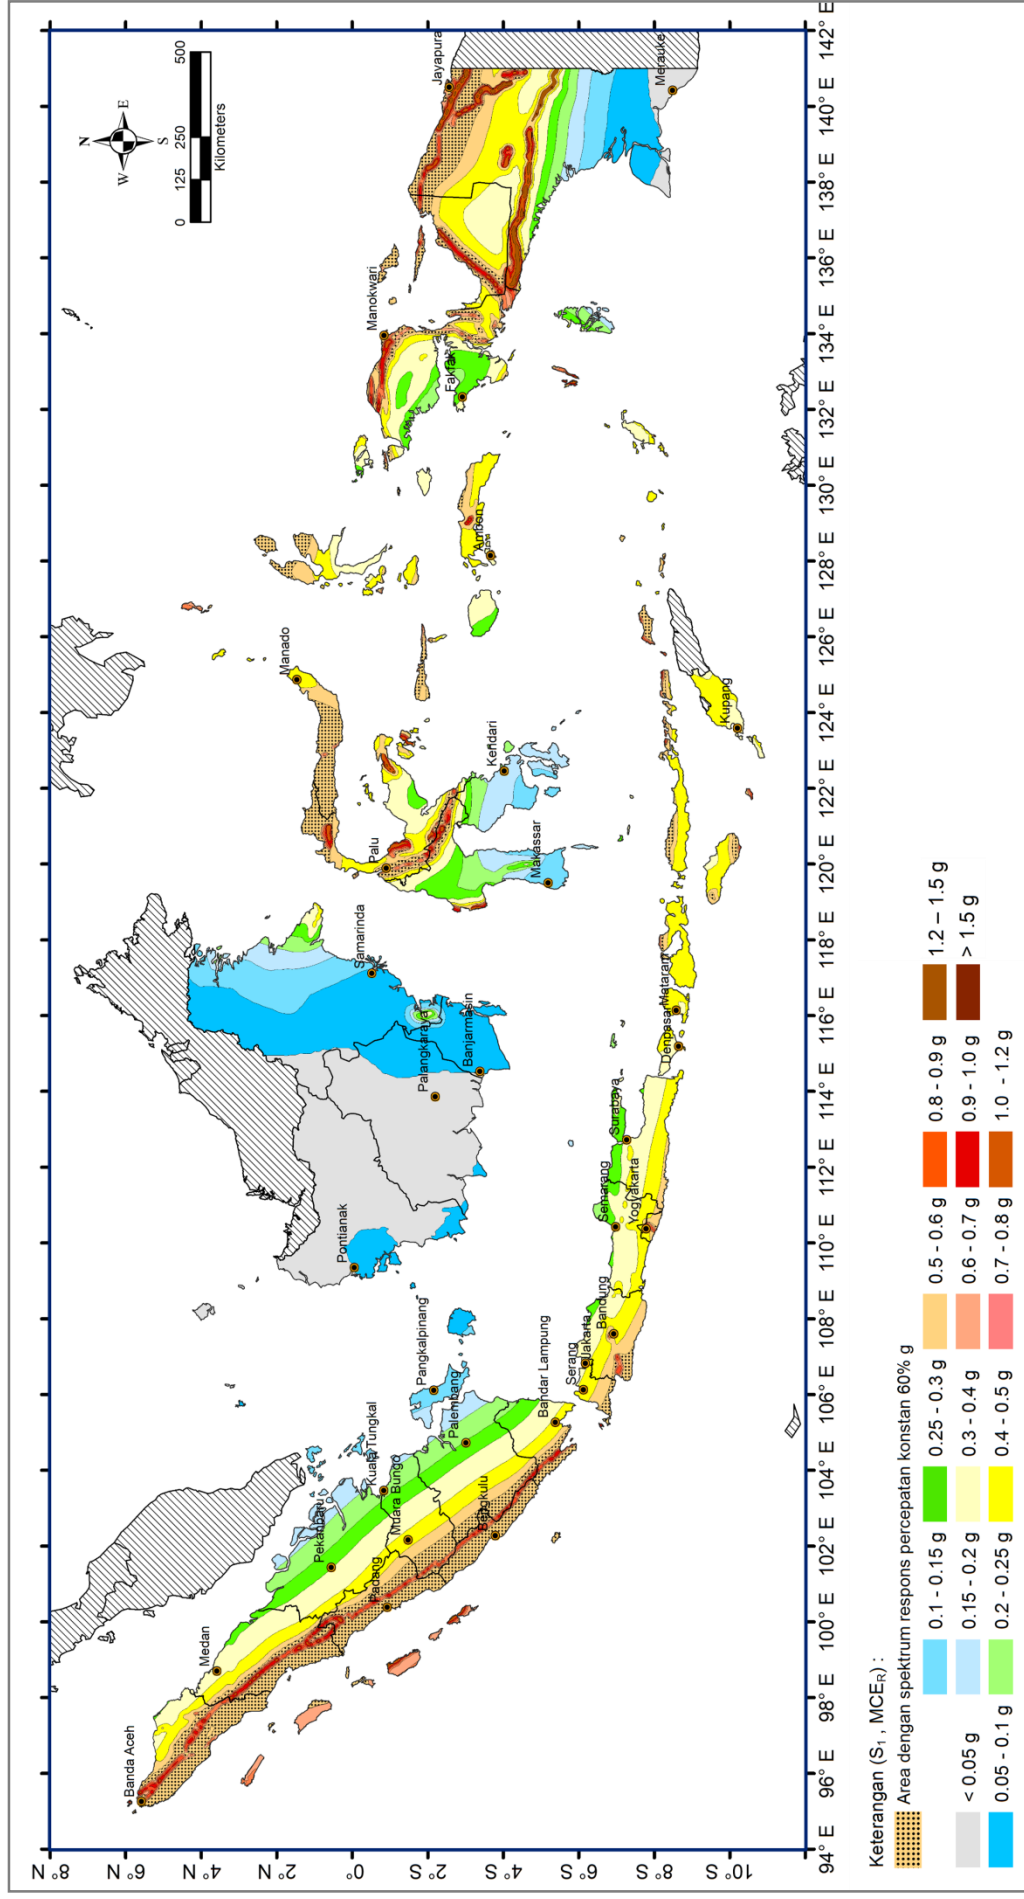 8° N
6° N
4° N
2° N
0°
2° S
4° S
6° S
8° S
10° S
94° E
96° E
98° E
100° E
102° E
104° E
106° E
108° E
110° E
112° E
114° E
116° E
118° E
120° E
122° E
124° E
126° E
128° E
130° E
132° E
134° E
136° E
138° E
140° E
142° E
N
W
E
S
0
125
250
500
Kilometers
Banda Aceh
Medan
Pekanbaru
Padang
Kuala Tungkal
Muara Bungo
Bengkulu
Palembang
Pangkalpinang
Bandar Lampung
Serang
Jakarta
Bandung
Semarang
Yogyakarta
Surabaya
Denpasar
Mataram
Kupang
Pontianak
Palangkaraya
Banjarmasin
Samarinda
Palu
Makassar
Kendari
Manado
Ambon
Fakfak
Manokwari
Jayapura
Merauke
Keterangan (S₁ , MCEᵣ) :
Area dengan spektrum respons percepatan konstan 60% g
< 0.05 g
0.05 - 0.1 g
0.1 - 0.15 g
0.15 - 0.2 g
0.2 - 0.25 g
0.25 - 0.3 g
0.3 - 0.4 g
0.4 - 0.5 g
0.5 - 0.6 g
0.6 - 0.7 g
0.7 - 0.8 g
0.8 - 0.9 g
0.9 - 1.0 g
1.0 - 1.2 g
1.2 – 1.5 g
> 1.5 g